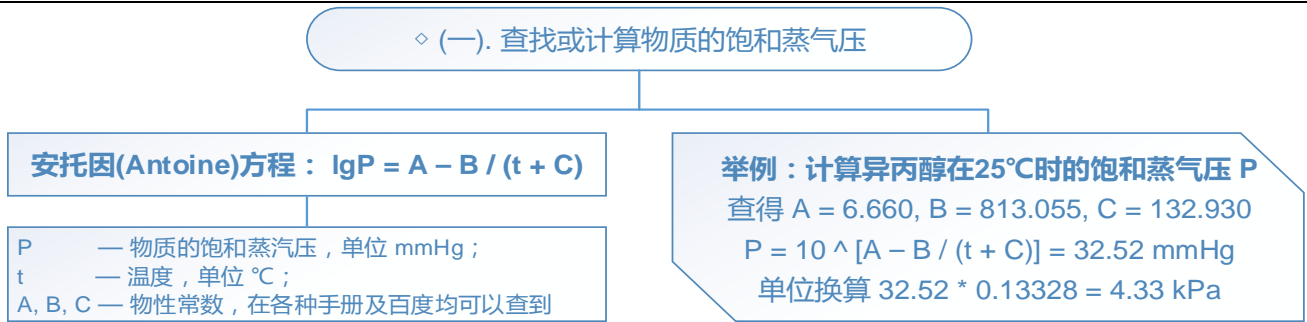 ◇ (一). 查找或计算物质的饱和蒸气压
安托因(Antoine)方程： lgP = A – B / (t + C)
P — 物质的饱和蒸汽压，单位 mmHg；
t — 温度，单位 ℃；
A, B, C — 物性常数，在各种手册及百度均可以查到
举例：计算异丙醇在25℃时的饱和蒸气压 P
查得 A = 6.660, B = 813.055, C = 132.930
P = 10 ^ [A – B / (t + C)] = 32.52 mmHg
单位换算 32.52 * 0.13328 = 4.33 kPa